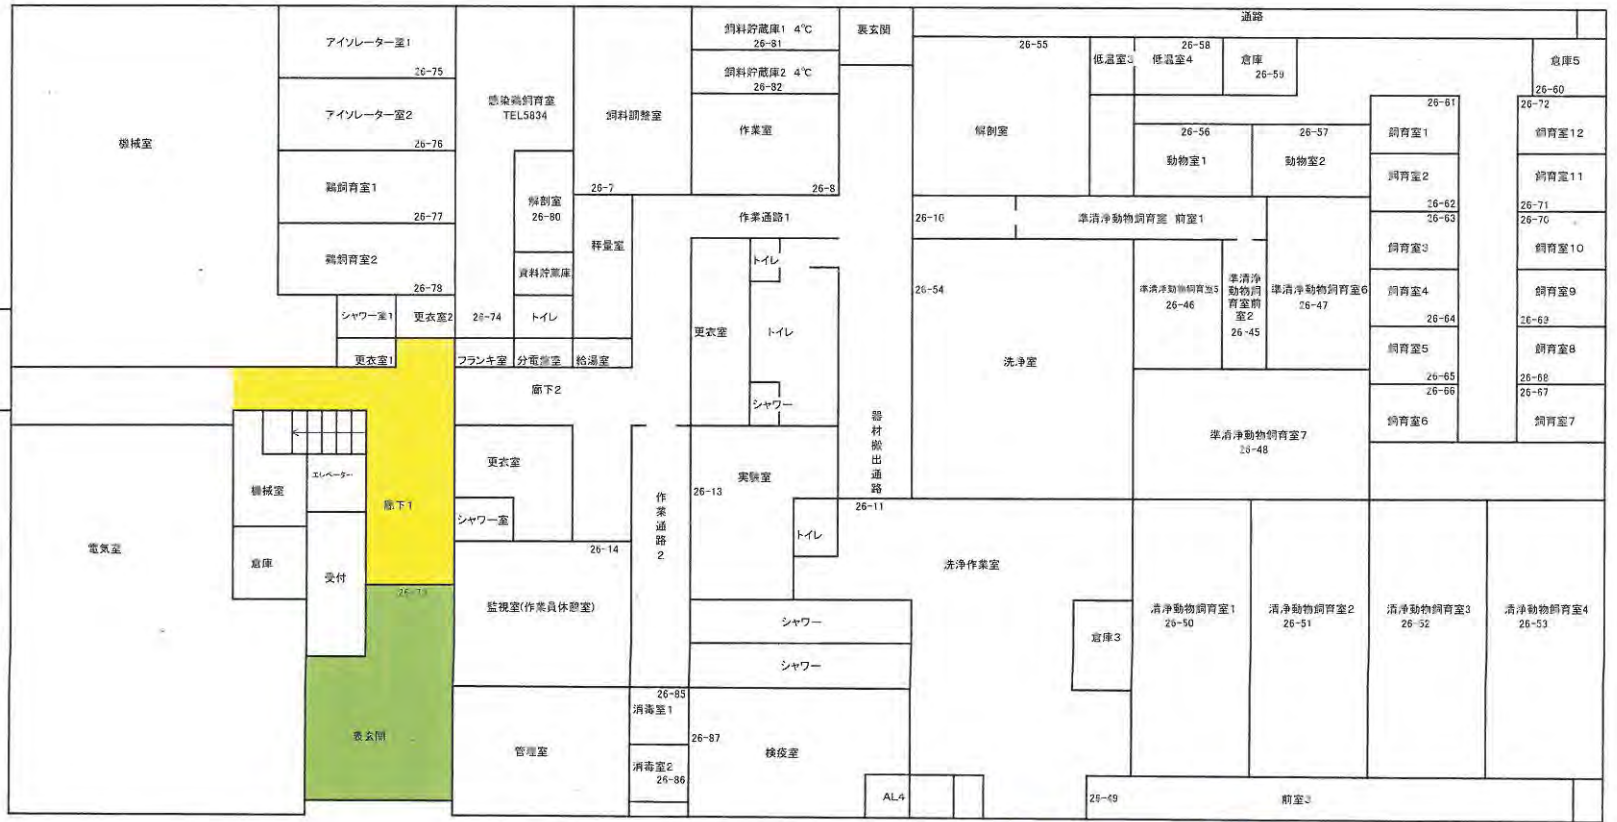 機械室
アイソレーター室1
26-75
アイソレーター室2
26-76
鶏飼育室1
26-77
鶏飼育室2
26-78
シャワー室1
更衣室2
更衣室1
感染鶏飼育室
TEL5834
解剖室
26-80
資料貯蔵庫
26-74
トイレ
フランキ室
分電盤室
給湯室
飼料調整室
26-7
秤量室
飼料貯蔵庫1 4℃
26-81
飼料貯蔵庫2 4℃
26-82
作業室
26-8
作業通路1
裏玄関
通路
26-55
解剖室
低温室3
26-58
低温室4
倉庫
26-59
倉庫5
26-60
26-56
動物室1
26-57
動物室2
26-61
飼育室1
飼育室2
26-62
26-63
飼育室3
飼育室4
26-64
飼育室5
26-65
26-66
飼育室6
26-72
飼育室12
飼育室11
26-71
26-70
飼育室10
飼育室9
26-69
飼育室8
26-68
26-67
飼育室7
26-10
準清浄動物飼育室 前室1
26-54
洗浄室
準清浄動物飼育室5
26-46
準清浄
動物飼
育室前
室2
26-45
準清浄動物飼育室6
26-47
準清浄動物飼育室7
26-48
更衣室
トイレ
トイレ
シャワー
器材搬出通路
26-11
廊下2
更衣室
シャワー室
26-14
監視室(作業員休憩室)
作業通路2
26-13
実験室
トイレ
シャワー
シャワー
洗浄作業室
倉庫3
清浄動物飼育室1
26-50
清浄動物飼育室2
26-51
清浄動物飼育室3
26-52
清浄動物飼育室4
26-53
電気室
機械室
エレベーター
倉庫
受付
廊下1
26-73
表玄関
管理室
26-85
消毒室1
消毒室2
26-86
26-87
検疫室
AL4
26-49
前室3